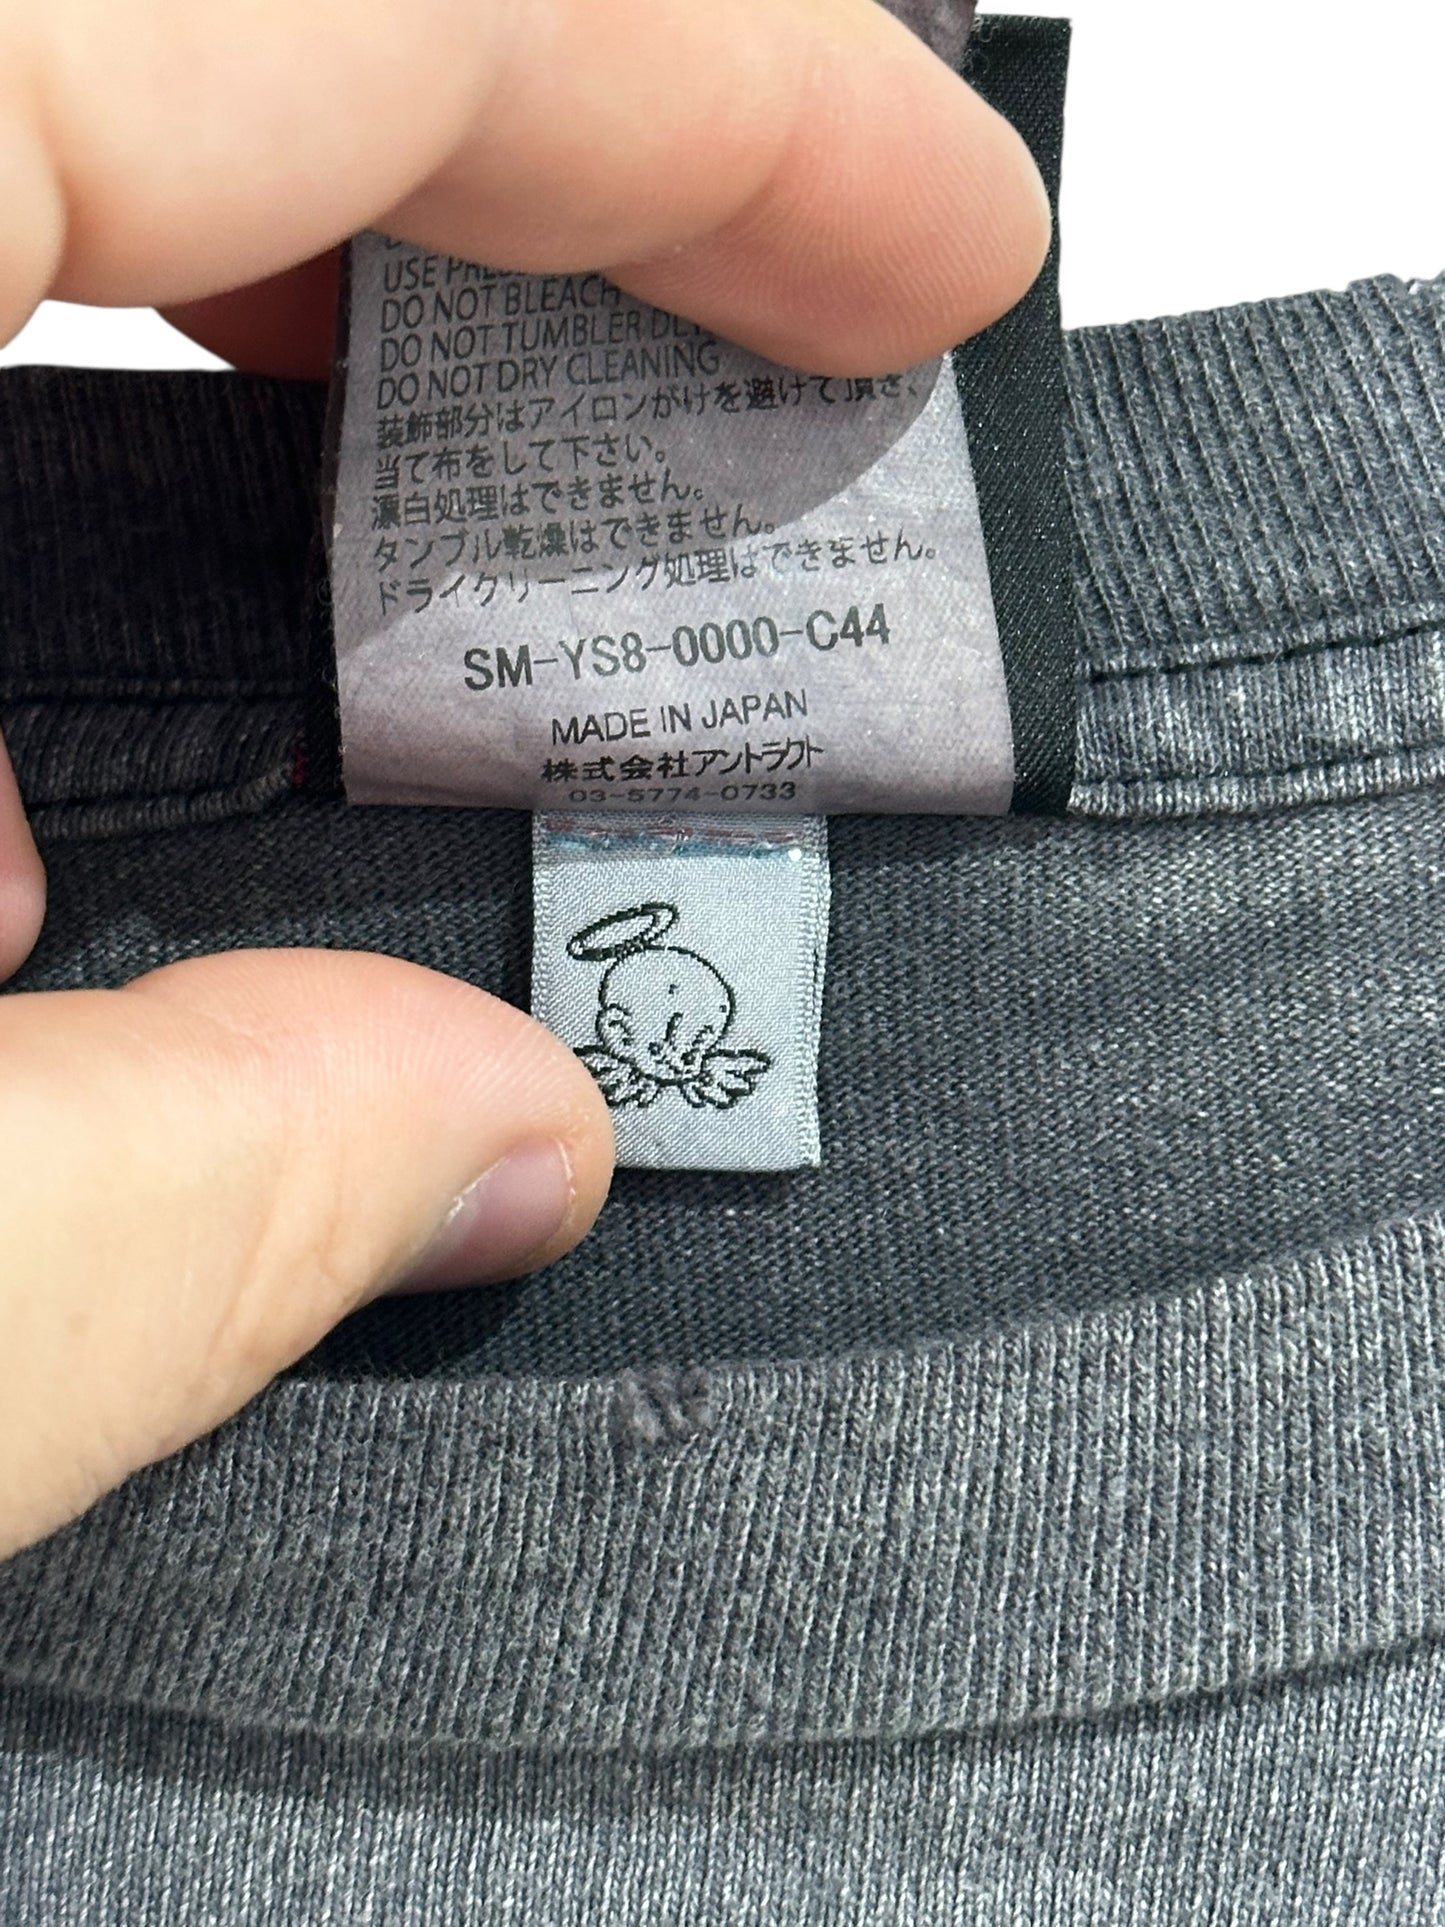 USE
DO NOT BLEACH
DO NOT TUMBLER
DO NOT DRY CLEANING
装飾部分はアイロンがけを避けて頂き、
当て布をして下さい。
漂白処理はできません。
タンブル乾燥はできません。
ドライクリーニング処理はできません。
SM-YS8-0000-C44
MADE IN JAPAN
株式会社アントラクト
03-5774-0733